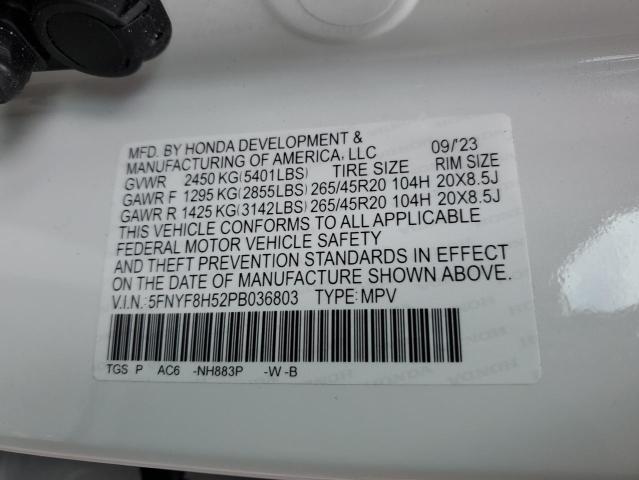 MFD. BY HONDA DEVELOPMENT & 09/'23
MANUFACTURING OF AMERICA, LLC
GVWR 2450 KG(5401LBS) TIRE SIZE RIM SIZE
GAWR F 1295 KG(2855LBS) 265/45R20 104H 20X8.5J
GAWR R 1425 KG(3142LBS) 265/45R20 104H 20X8.5J
THIS VEHICLE CONFORMS TO ALL APPLICABLE
FEDERAL MOTOR VEHICLE SAFETY
AND THEFT PREVENTION STANDARDS IN EFFECT
ON THE DATE OF MANUFACTURE SHOWN ABOVE.
V.I.N.:5FNYF8H52PB036803 TYPE:MPV
TGS P AC6 -NH883P -W -B